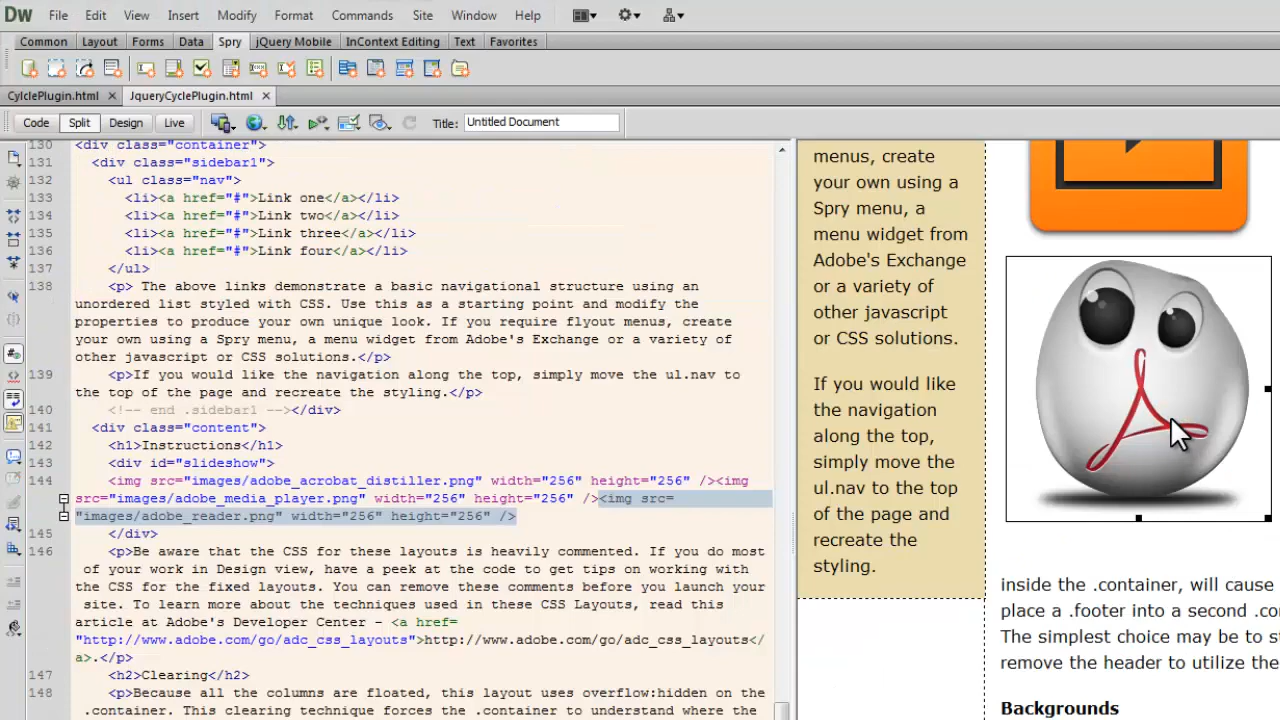 Dw File Edit View Insert Modify Format Commands Site Window Help
Common Layout Forms Data Spry jQuery Mobile InContext Editing Text Favorites
CylclePlugin.html JqueryCyclePlugin.html
Code Split Design Live Title: Untitled Document
130 <div class="container">
131 <div class="sidebar1">
132 <ul class="nav">
133 <li><a href="#">Link one</a></li>
134 <li><a href="#">Link two</a></li>
135 <li><a href="#">Link three</a></li>
136 <li><a href="#">Link four</a></li>
137 </ul>
138 <p> The above links demonstrate a basic navigational structure using an
unordered list styled with CSS. Use this as a starting point and modify the
properties to produce your own unique look. If you require flyout menus, create
your own using a Spry menu, a menu widget from Adobe's Exchange or a variety of
other javascript or CSS solutions.</p>
139 <p>If you would like the navigation along the top, simply move the ul.nav to
the top of the page and recreate the styling.</p>
140 <!-- end .sidebar1 --></div>
141 <div class="content">
142 <h1>Instructions</h1>
143 <div id="slideshow">
144 <img src="images/adobe_acrobat_distiller.png" width="256" height="256" /><img
src="images/adobe_media_player.png" width="256" height="256" /><img src=
"images/adobe_reader.png" width="256" height="256" />
145 </div>
146 <p>Be aware that the CSS for these layouts is heavily commented. If you do most
of your work in Design view, have a peek at the code to get tips on working with
the CSS for the fixed layouts. You can remove these comments before you launch your
site. To learn more about the techniques used in these CSS Layouts, read this
article at Adobe's Developer Center - <a href=
"http://www.adobe.com/go/adc_css_layouts">http://www.adobe.com/go/adc_css_layouts</
a>.</p>
147 <h2>Clearing</h2>
148 <p>Because all the columns are floated, this layout uses overflow:hidden on the
.container. This clearing technique forces the .container to understand where the
menus, create
your own using a
Spry menu, a
menu widget from
Adobe's Exchange
or a variety of
other javascript
or CSS solutions.
If you would like
the navigation
along the top,
simply move the
ul.nav to the top
of the page and
recreate the
styling.
inside the .container, will cause
place a .footer into a second .co
The simplest choice may be to st
remove the header to utilize the
Backgrounds